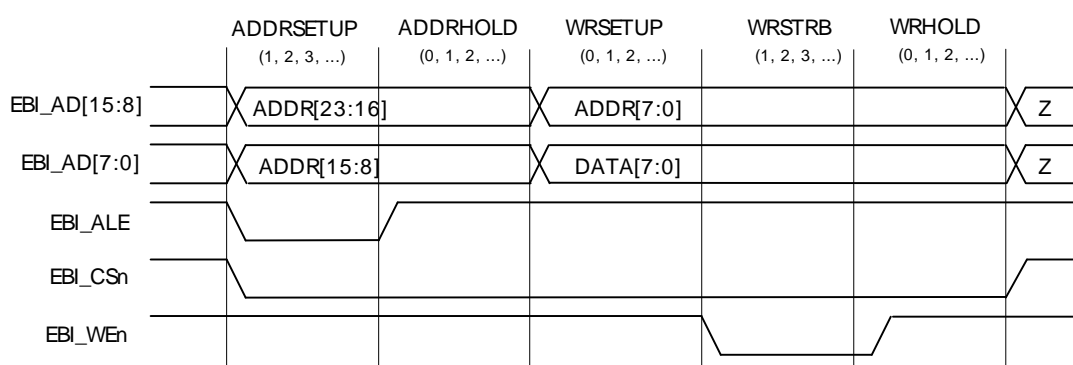 ADDRSETUP ADDRHOLD WRSETUP WRSTRB WRHOLD
(1, 2, 3, ...) (0, 1, 2, ...) (0, 1, 2, ...) (1, 2, 3, ...) (0, 1, 2, ...)
EBI_AD[15:8] ADDR[23:16] ADDR[7:0] Z
EBI_AD[7:0] ADDR[15:8] DATA[7:0] Z
EBI_ALE
EBI_CSn
EBI_WEn